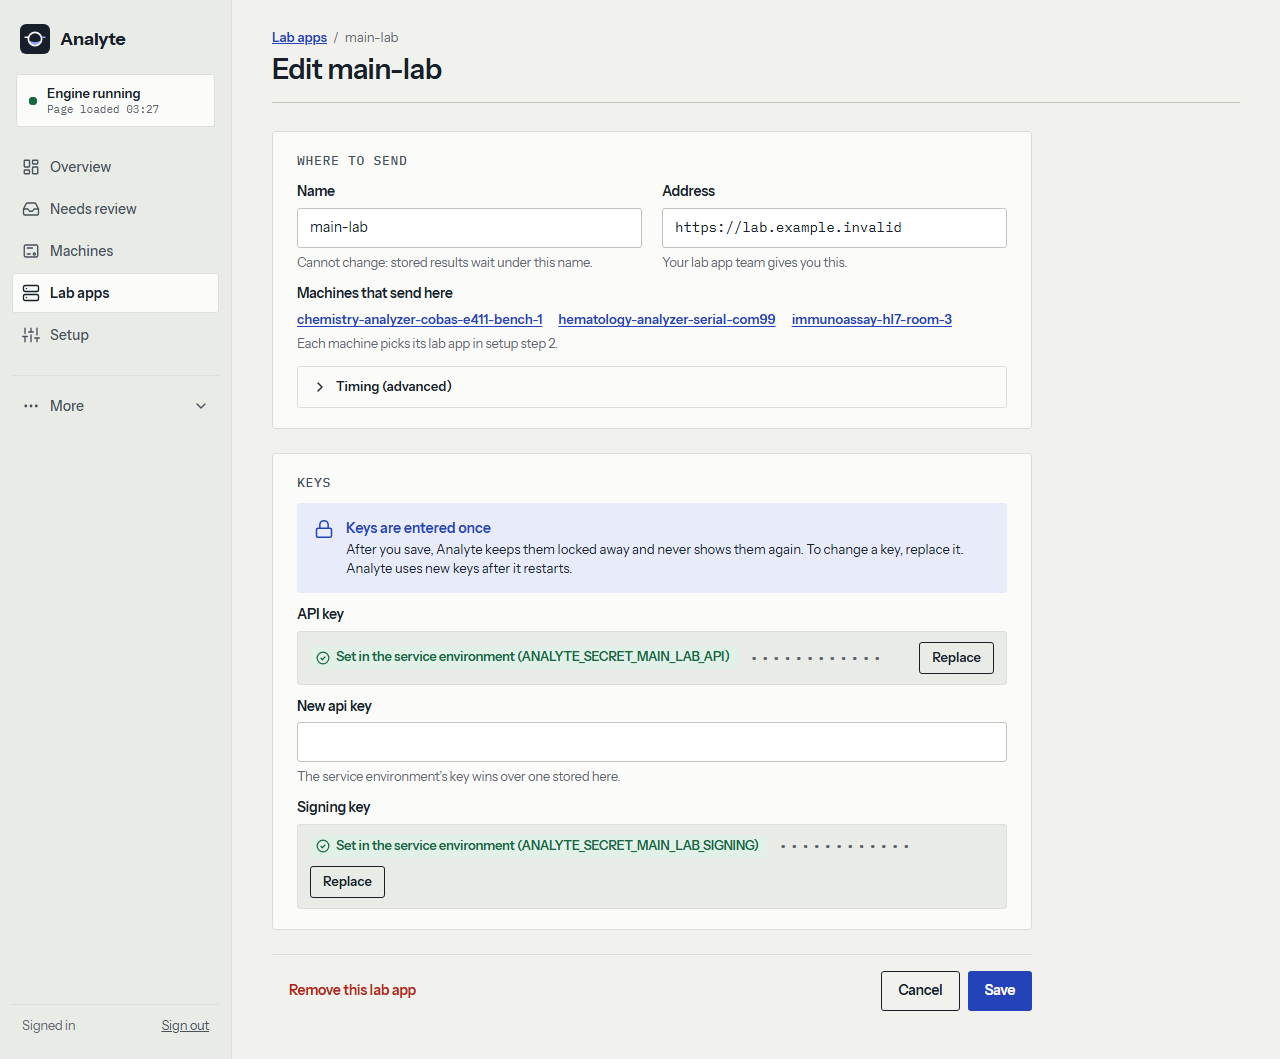 Analyte
Engine running
Page loaded 03:27
Overview
Needs review
Machines
Lab apps
Setup
More
Signed in
Sign out
Lab apps / main-lab
Edit main-lab
WHERE TO SEND
Name
Address
main-lab
https://lab.example.invalid
Cannot change: stored results wait under this name.
Your lab app team gives you this.
Machines that send here
chemistry-analyzer-cobas-e411-bench-1 hematology-analyzer-serial-com99 immunoassay-hl7-room-3
Each machine picks its lab app in setup step 2.
Timing (advanced)
KEYS
Keys are entered once
After you save, Analyte keeps them locked away and never shows them again. To change a key, replace it.
Analyte uses new keys after it restarts.
API key
Set in the service environment (ANALYTE_SECRET_MAIN_LAB_API) • • • • • • • • • • • • Replace
New api key
The service environment's key wins over one stored here.
Signing key
Set in the service environment (ANALYTE_SECRET_MAIN_LAB_SIGNING) • • • • • • • • • • • •
Replace
Remove this lab app
Cancel
Save